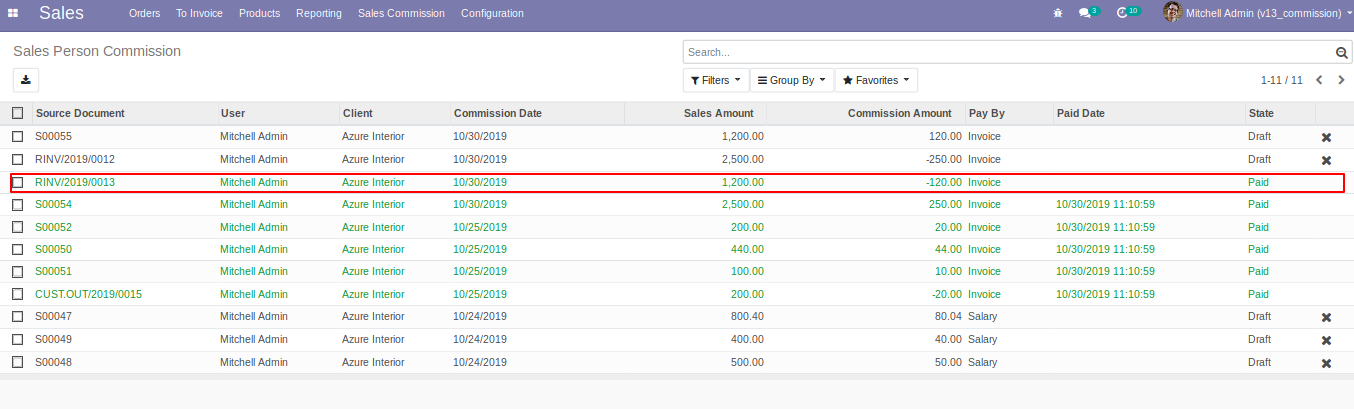 Sales Orders To Invoice Products Reporting Sales Commission Configuration 3 10 Mitchell Admin (v13_commission)
Sales Person Commission
Search...
Filters Group By Favorites 1-11 / 11
Source Document User Client Commission Date Sales Amount Commission Amount Pay By Paid Date State
S00055 Mitchell Admin Azure Interior 10/30/2019 1,200.00 120.00 Invoice Draft
RINV/2019/0012 Mitchell Admin Azure Interior 10/30/2019 2,500.00 -250.00 Invoice Draft
RINV/2019/0013 Mitchell Admin Azure Interior 10/30/2019 1,200.00 -120.00 Invoice Paid
S00054 Mitchell Admin Azure Interior 10/30/2019 2,500.00 250.00 Invoice 10/30/2019 11:10:59 Paid
S00052 Mitchell Admin Azure Interior 10/25/2019 200.00 20.00 Invoice 10/30/2019 11:10:59 Paid
S00050 Mitchell Admin Azure Interior 10/25/2019 440.00 44.00 Invoice 10/30/2019 11:10:59 Paid
S00051 Mitchell Admin Azure Interior 10/25/2019 100.00 10.00 Invoice 10/30/2019 11:10:59 Paid
CUST.OUT/2019/0015 Mitchell Admin Azure Interior 10/25/2019 200.00 -20.00 Invoice 10/30/2019 11:10:59 Paid
S00047 Mitchell Admin Azure Interior 10/24/2019 800.40 80.04 Salary Draft
S00049 Mitchell Admin Azure Interior 10/24/2019 400.00 40.00 Salary Draft
S00048 Mitchell Admin Azure Interior 10/24/2019 500.00 50.00 Salary Draft